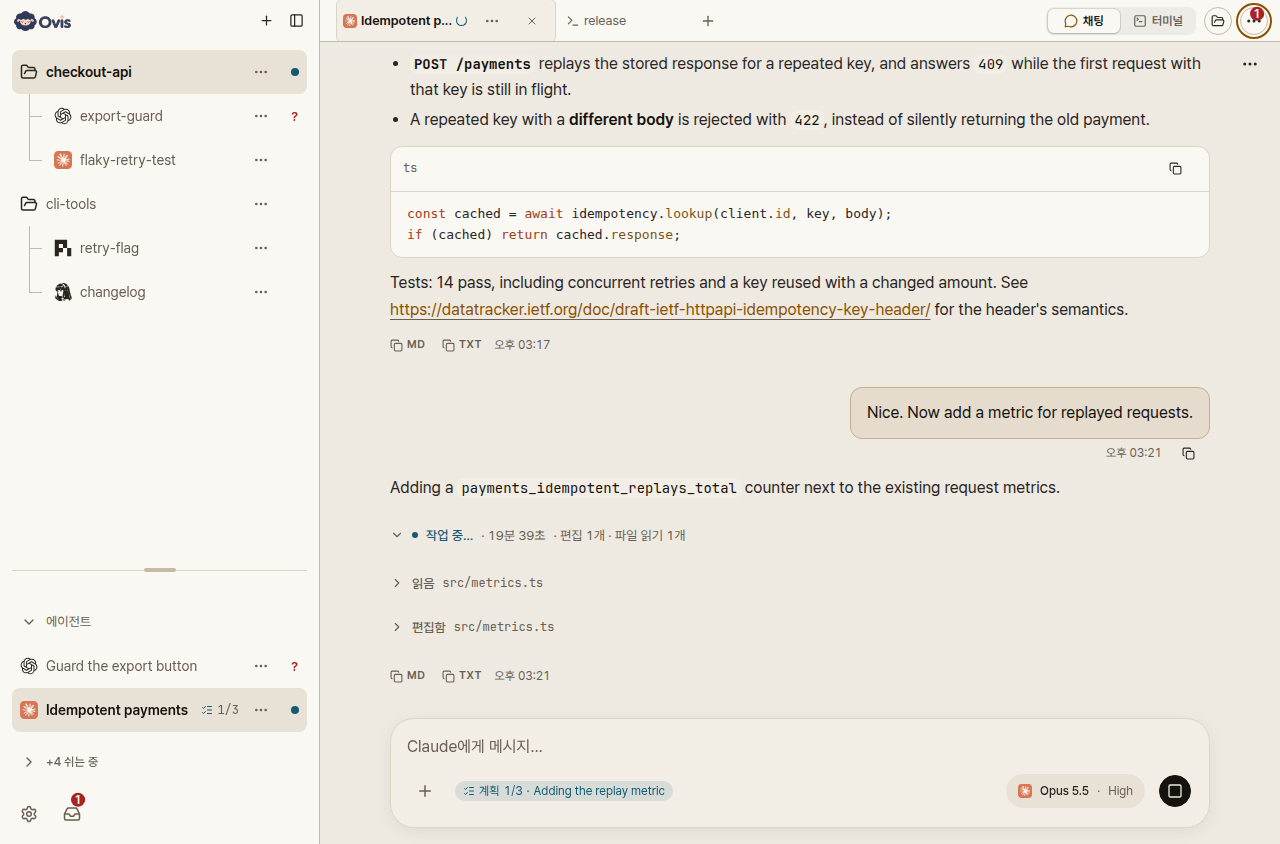 Ovis
Idempotent p...
release
채팅
터미널
1
checkout-api
export-guard
?
flaky-retry-test
cli-tools
retry-flag
changelog
에이전트
Guard the export button
?
Idempotent payments
1/3
+4 쉬는 중
1
POST /payments replays the stored response for a repeated key, and answers 409 while the first request with
that key is still in flight.
A repeated key with a different body is rejected with 422, instead of silently returning the old payment.
ts
const cached = await idempotency.lookup(client.id, key, body);
if (cached) return cached.response;
Tests: 14 pass, including concurrent retries and a key reused with a changed amount. See
https://datatracker.ietf.org/doc/draft-ietf-httpapi-idempotency-key-header/ for the header's semantics.
MD TXT 오후 03:17
Nice. Now add a metric for replayed requests.
오후 03:21
Adding a payments_idempotent_replays_total counter next to the existing request metrics.
작업 중... · 19분 39초 · 편집 1개 · 파일 읽기 1개
읽음 src/metrics.ts
편집함 src/metrics.ts
MD TXT 오후 03:21
Claude에게 메시지...
계획 1/3 · Adding the replay metric
Opus 5.5 · High